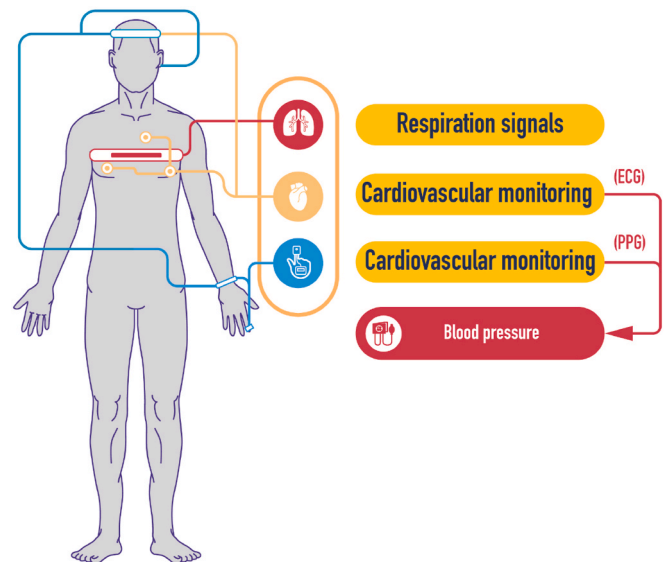 Respiration signals
Cardiovascular monitoring
(ECG)
Cardiovascular monitoring
(PPG)
Blood pressure